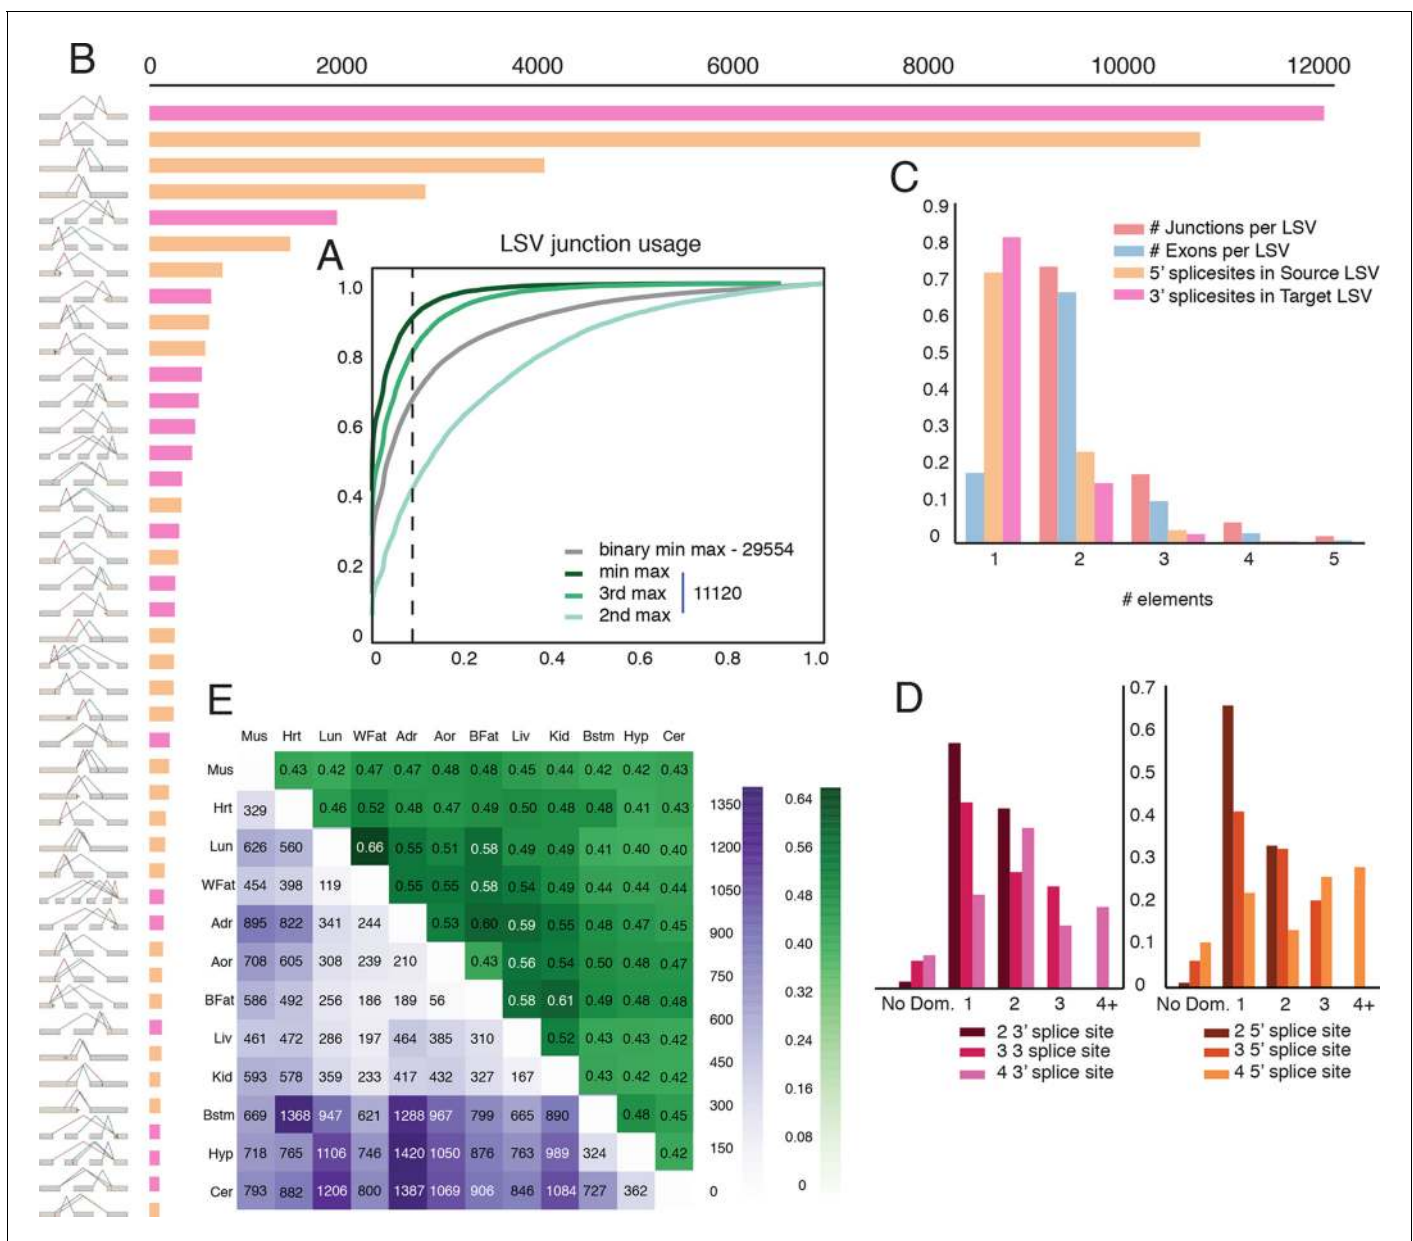 B
0 2000 4000 6000 8000 10000 12000
A
LSV junction usage
1.0
0.8
0.6
0.4
0.2
0
0 0.2 0.4 0.6 0.8 1.0
binary min max - 29554
min max
3rd max
2nd max
11120
C
0.9
0.8
0.7
0.6
0.5
0.4
0.3
0.2
0.1
0
# Junctions per LSV
# Exons per LSV
5' splicesites in Source LSV
3' splicesites in Target LSV
1 2 3 4 5
# elements
D
0.7
0.6
0.5
0.4
0.3
0.2
0.1
0
No Dom. 1 2 3 4+
2 3' splice site
3 3 splice site
4 3' splice site
No Dom. 1 2 3 4+
2 5' splice site
3 5' splice site
4 5' splice site
E
Mus Hrt Lun WFat Adr Aor BFat Liv Kid Bstm Hyp Cer
Mus 0.43 0.42 0.47 0.47 0.48 0.48 0.45 0.44 0.42 0.42 0.43
Hrt 329 0.46 0.52 0.48 0.47 0.49 0.50 0.48 0.48 0.41 0.43
Lun 626 560 0.66 0.55 0.51 0.58 0.49 0.49 0.41 0.40 0.40
WFat 454 398 119 0.55 0.55 0.58 0.54 0.49 0.44 0.44 0.44
Adr 895 822 341 244 0.53 0.60 0.59 0.55 0.48 0.47 0.45
Aor 708 605 308 239 210 0.43 0.56 0.54 0.50 0.48 0.47
BFat 586 492 256 186 189 56 0.58 0.61 0.49 0.48 0.48
Liv 461 472 286 197 464 385 310 0.52 0.43 0.43 0.42
Kid 593 578 359 233 417 432 327 167 0.43 0.42 0.42
Bstm 669 1368 947 621 1288 967 799 665 890 0.48 0.45
Hyp 718 765 1106 746 1420 1050 876 763 989 324 0.42
Cer 793 882 1206 800 1387 1069 906 846 1084 727 362
1350
1200
1050
900
750
600
450
300
150
0
0.64
0.56
0.48
0.40
0.32
0.24
0.16
0.08
0